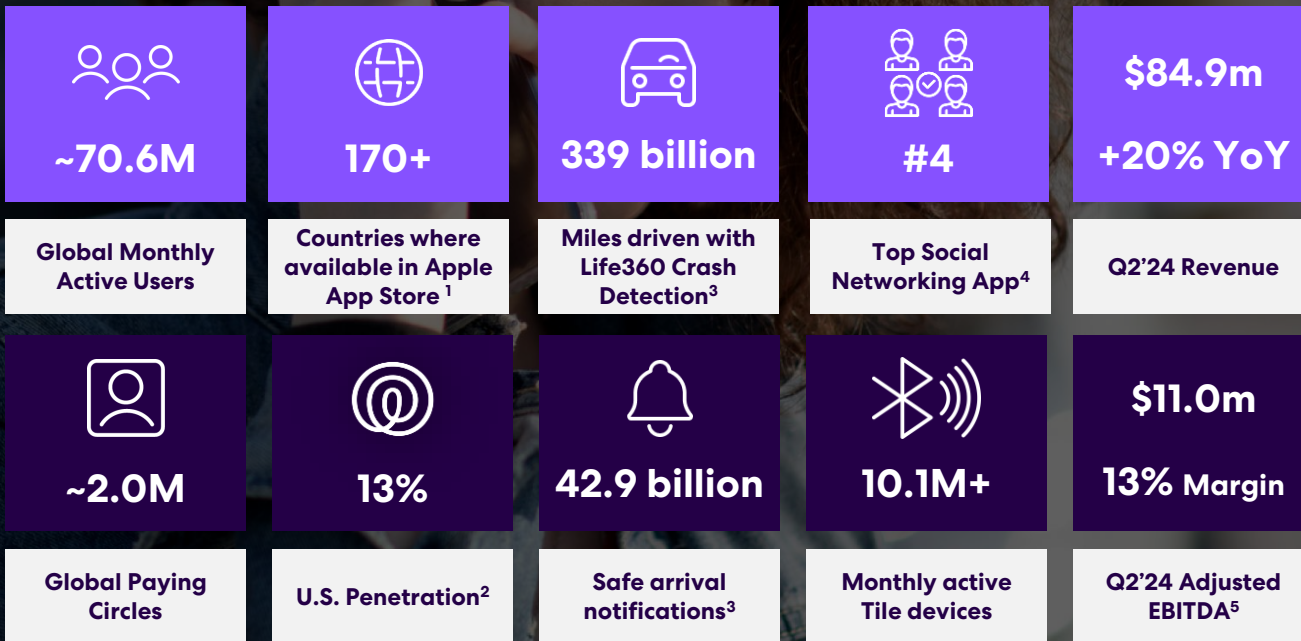 ~70.6M
170+
339 billion
#4
$84.9m
+20% YoY
Global Monthly
Active Users
Countries where
available in Apple
App Store ¹
Miles driven with
Life360 Crash
Detection³
Top Social
Networking App⁴
Q2’24 Revenue
~2.0M
13%
42.9 billion
10.1M+
$11.0m
13% Margin
Global Paying
Circles
U.S. Penetration²
Safe arrival
notifications³
Monthly active
Tile devices
Q2’24 Adjusted
EBITDA⁵